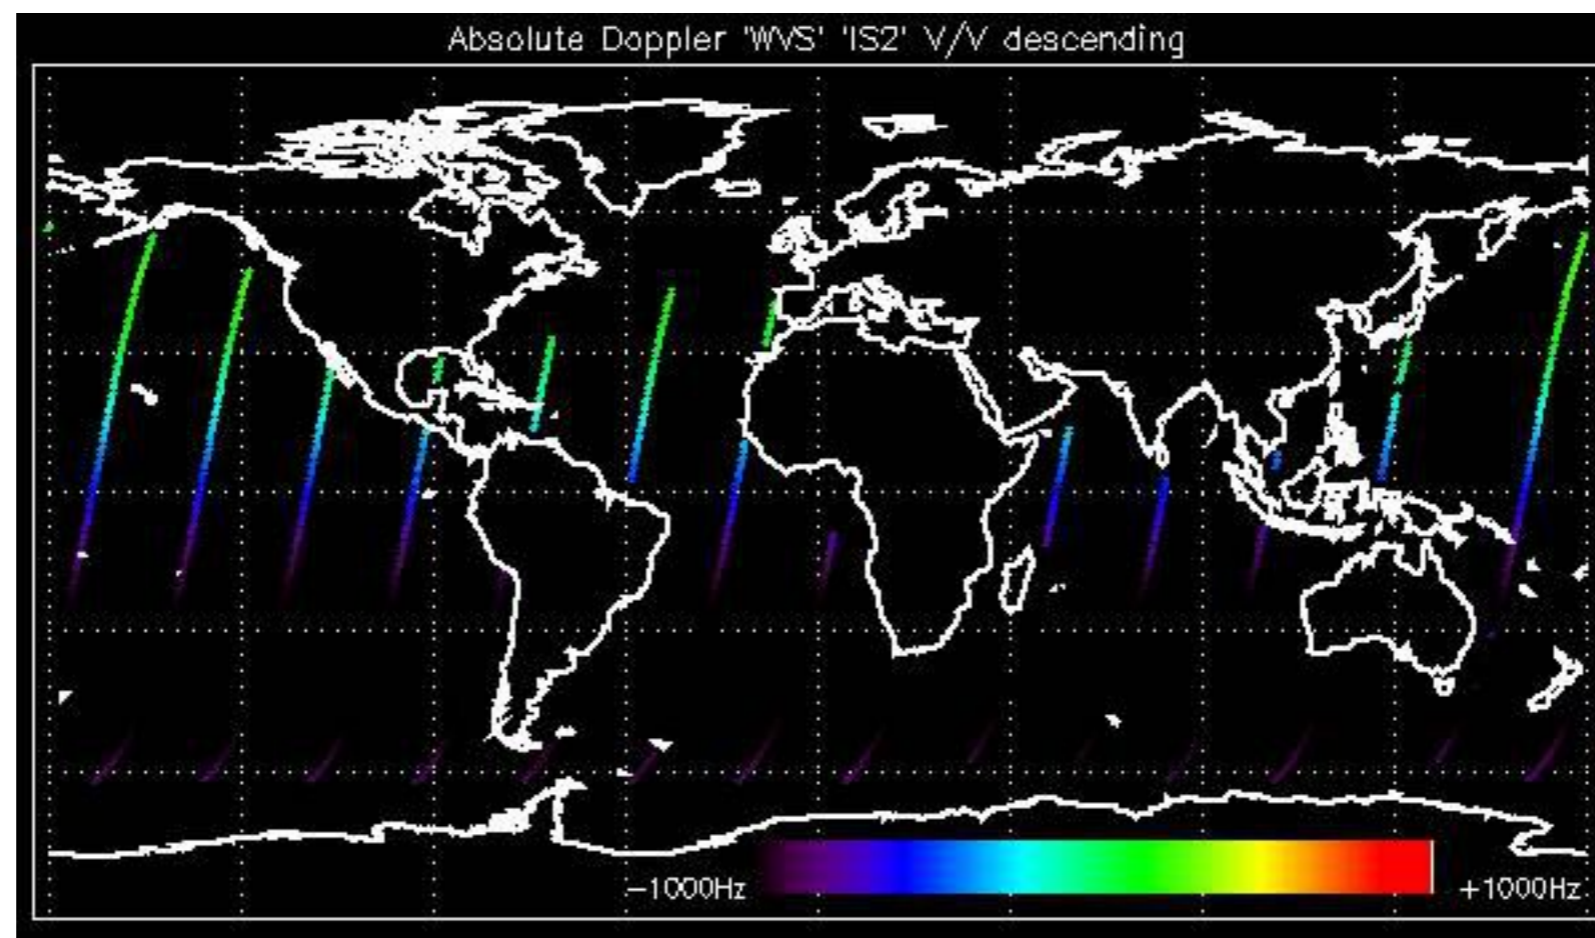 Absolute Doppler 'WVS' 'IS2' V/V descending
−1000Hz +1000Hz